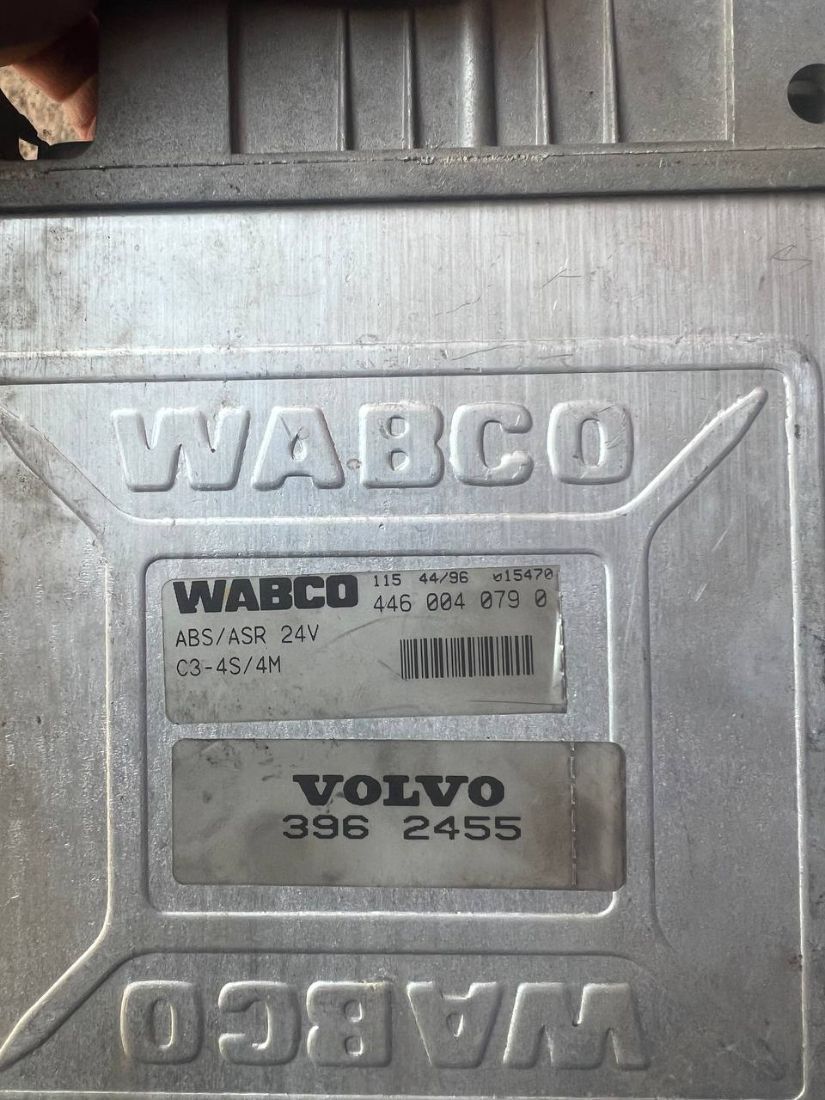 WABCO
WABCO 115 44/96 015470
446 004 079 0
ABS/ASR 24V
C3-4S/4M
VOLVO
396 2455
WABCO